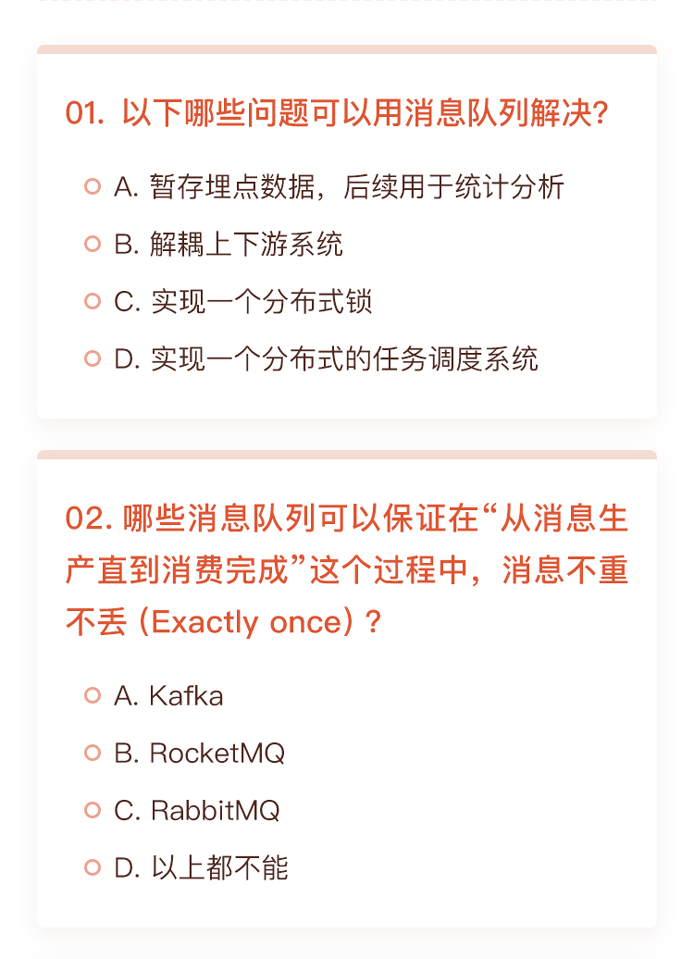 01. 以下哪些问题可以用消息队列解决?
A. 暂存埋点数据，后续用于统计分析
B. 解耦上下游系统
C. 实现一个分布式锁
D. 实现一个分布式的任务调度系统
02. 哪些消息队列可以保证在“从消息生
产直到消费完成”这个过程中，消息不重
不丢（Exactly once）？
A. Kafka
B. RocketMQ
C. RabbitMQ
D. 以上都不能